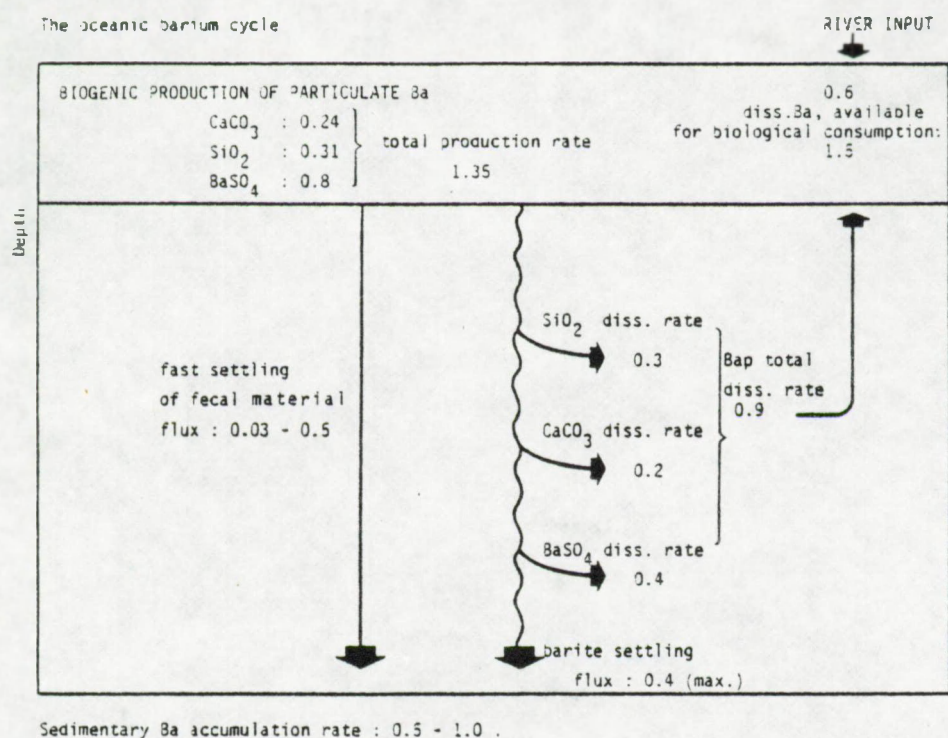 The oceanic barium cycle
RIVER INPUT
BIOGENIC PRODUCTION OF PARTICULATE Ba
CaCO3 : 0.24
SiO2 : 0.31
BaSO4 : 0.8
total production rate
1.35
0.6
diss.Ba, available
for biological consumption:
1.5
Depth
fast settling
of fecal material
flux : 0.03 - 0.5
SiO2 diss. rate
0.3
CaCO3 diss. rate
0.2
BaSO4 diss. rate
0.4
Bap total
diss. rate
0.9
barite settling
flux : 0.4 (max.)
Sedimentary Ba accumulation rate : 0.5 - 1.0 .